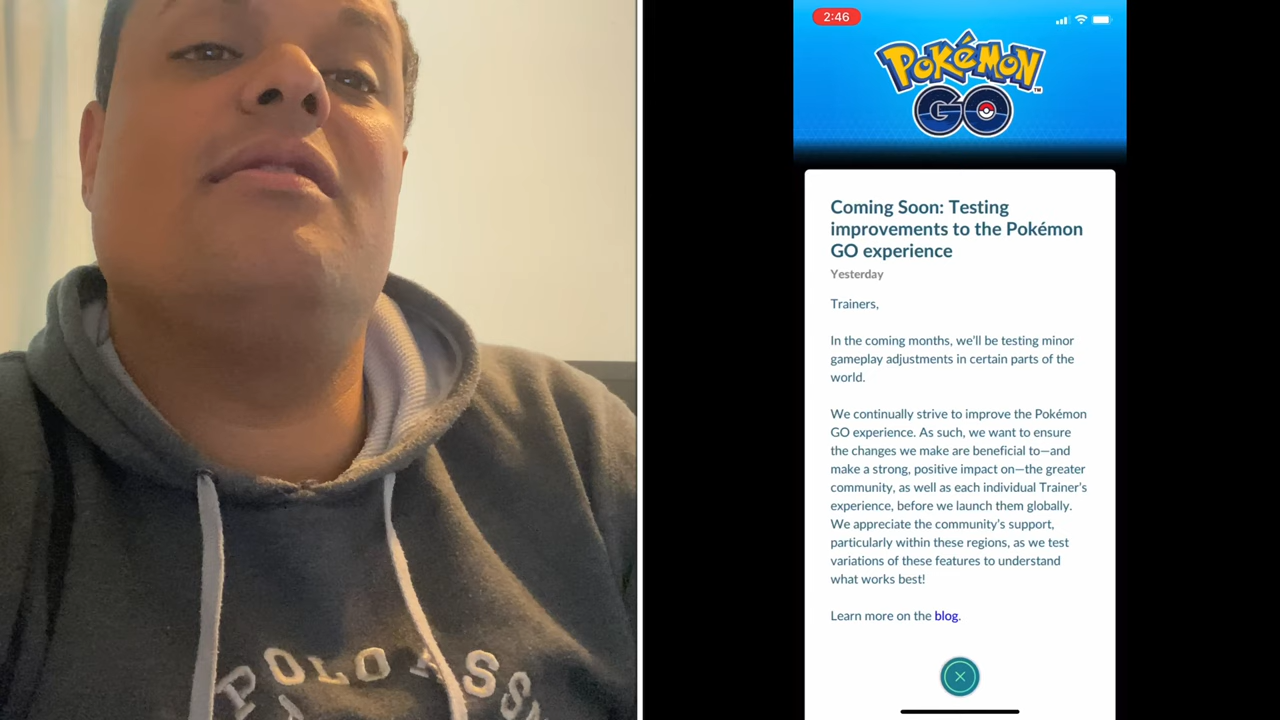 POLO ASSN
2:46
POKéMON
GO
Coming Soon: Testing
improvements to the Pokémon
GO experience
Yesterday
Trainers,
In the coming months, we'll be testing minor
gameplay adjustments in certain parts of the
world.
We continually strive to improve the Pokémon
GO experience. As such, we want to ensure
the changes we make are beneficial to—and
make a strong, positive impact on—the greater
community, as well as each individual Trainer's
experience, before we launch them globally.
We appreciate the community's support,
particularly within these regions, as we test
variations of these features to understand
what works best!
Learn more on the blog.